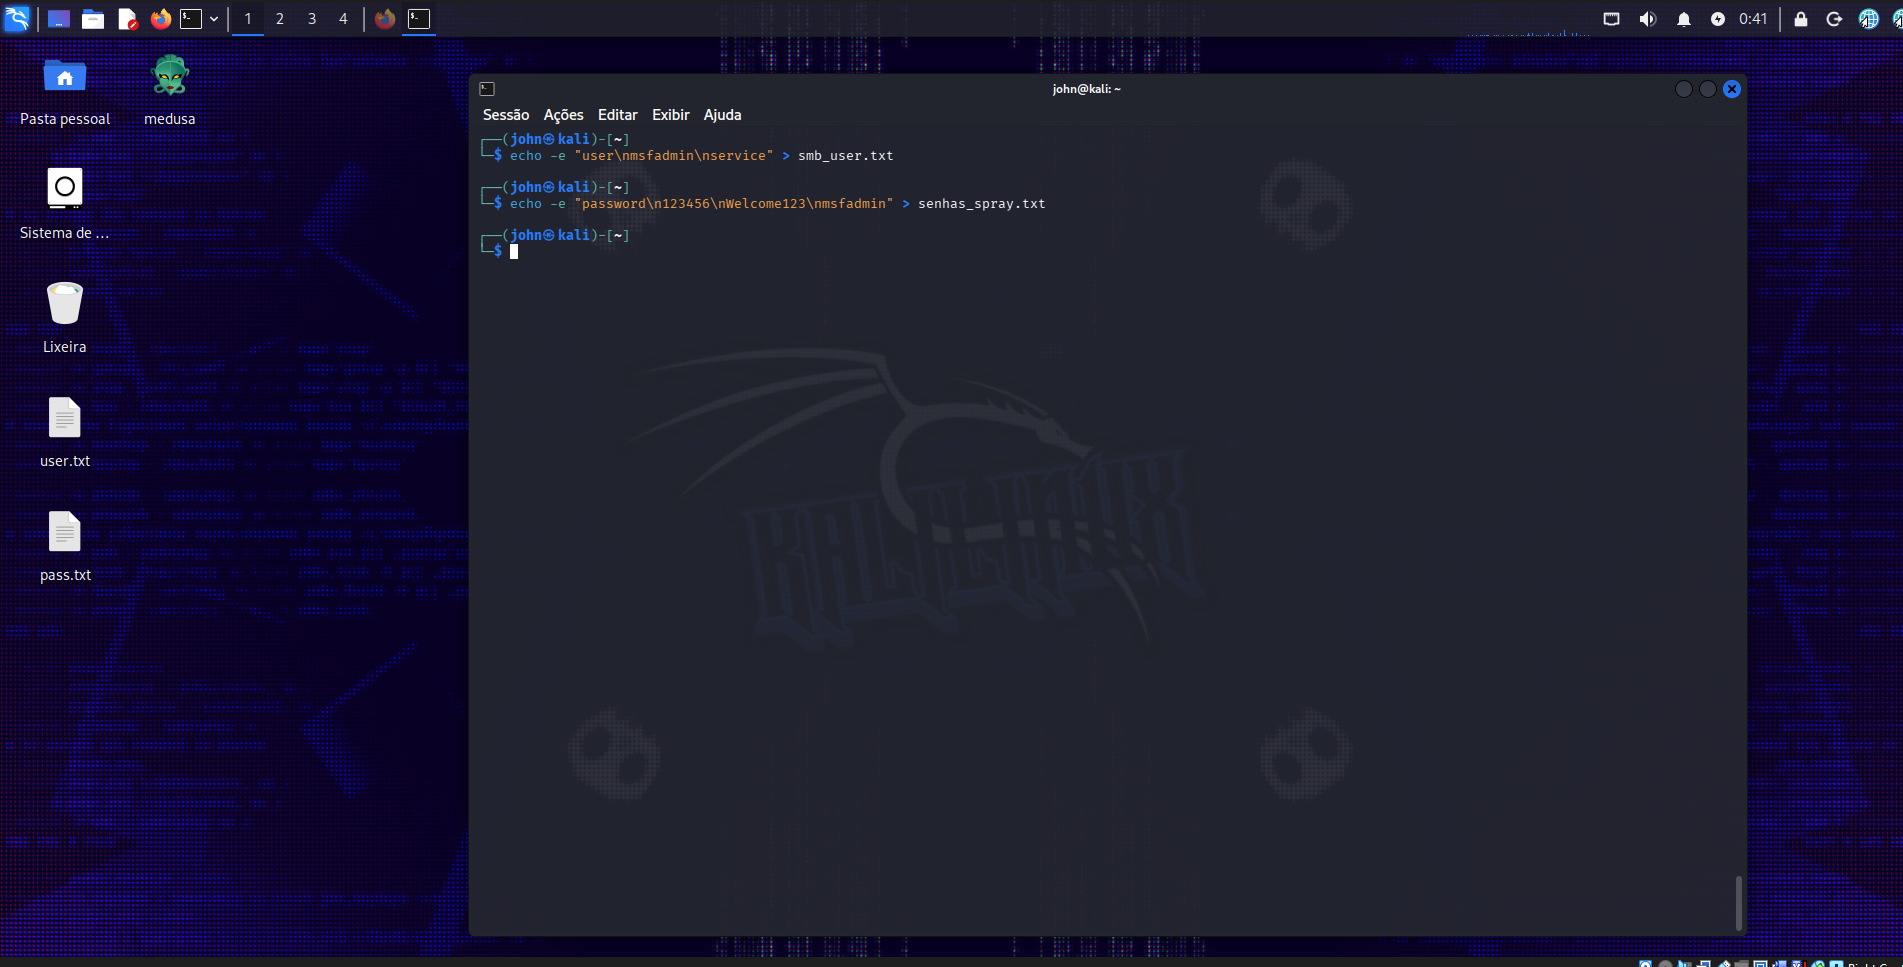 1 2 3 4
0:41
Pasta pessoal
medusa
Sistema de ...
Lixeira
user.txt
pass.txt
john@kali: ~
Sessão Ações Editar Exibir Ajuda
┌──(john㉿kali)-[~]
└─$ echo -e "user\nmsfadmin\nservice" > smb_user.txt
┌──(john㉿kali)-[~]
└─$ echo -e "password\n123456\nWelcome123\nmsfadmin" > senhas_spray.txt
┌──(john㉿kali)-[~]
└─$
KALI LINUX